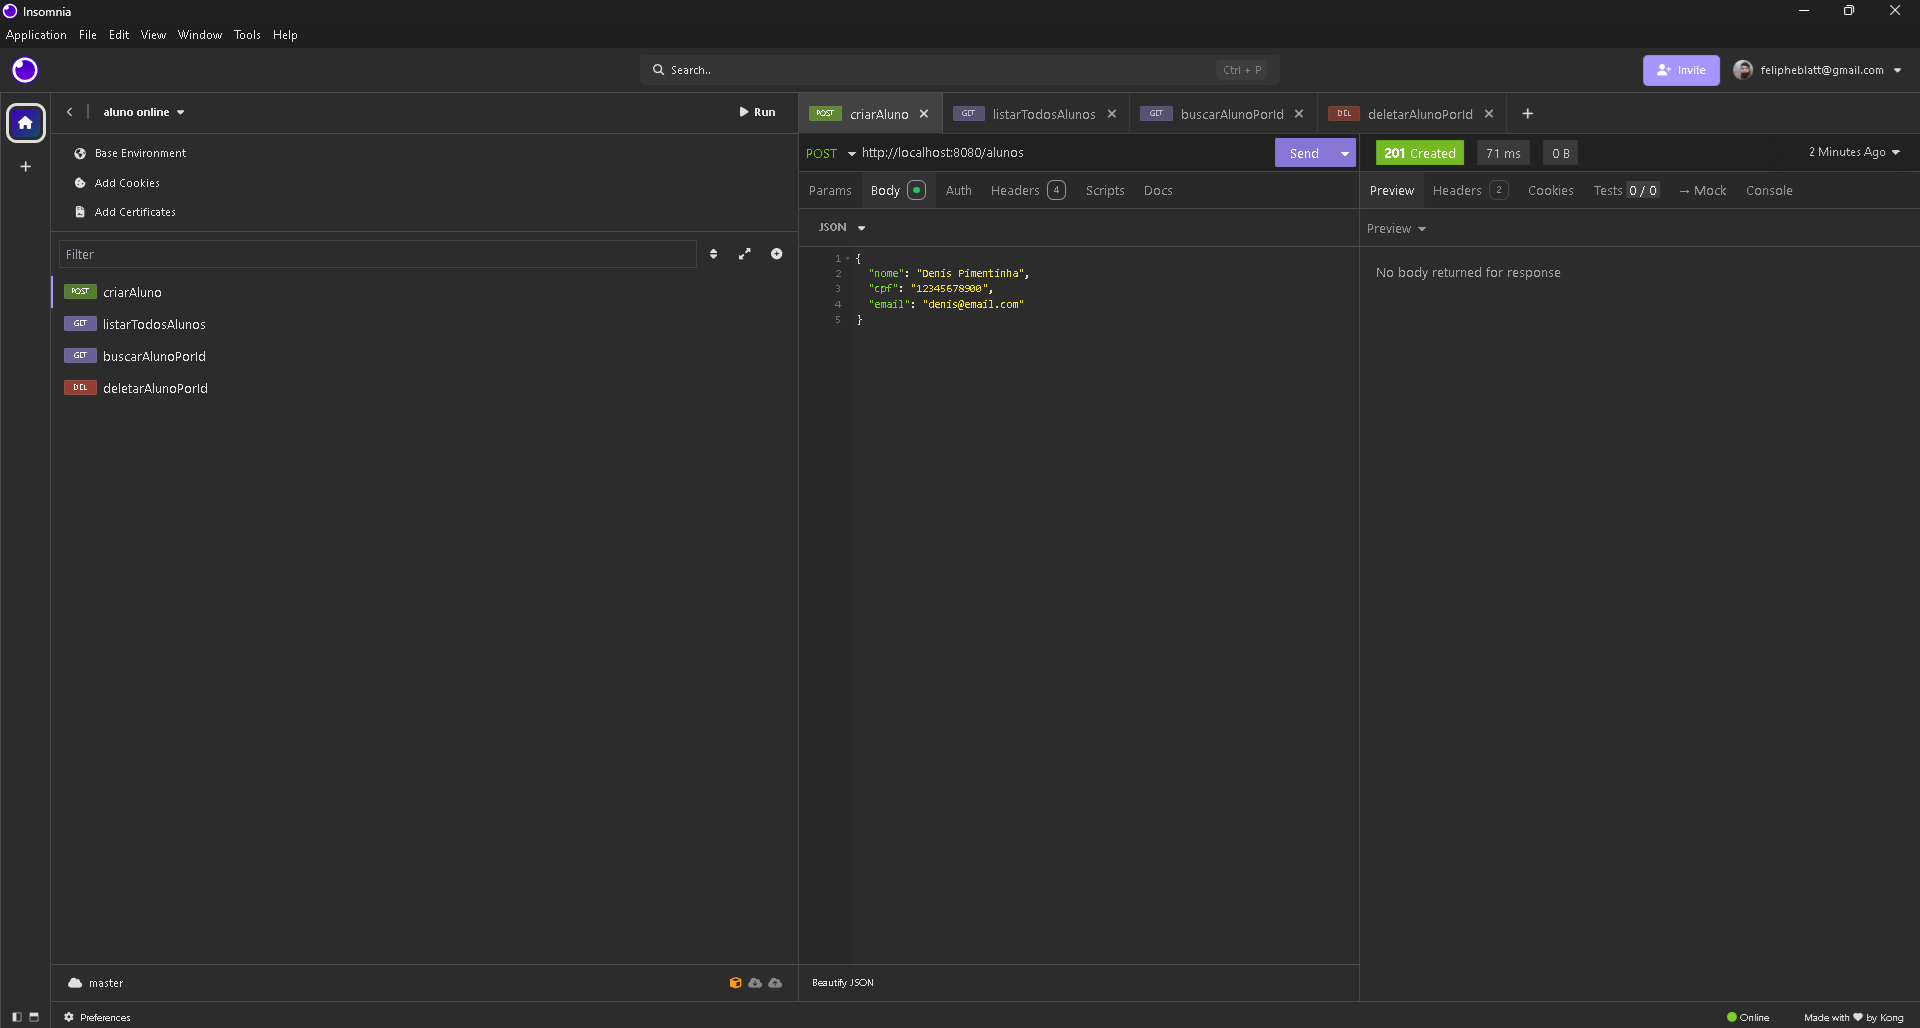 Insomnia
Application File Edit View Window Tools Help
Search.. Ctrl + P
Invite felipheblatt@gmail.com
aluno online Run
Base Environment
Add Cookies
Add Certificates
Filter
POST criarAluno
GET listarTodosAlunos
GET buscarAlunoPorId
DEL deletarAlunoPorId
POST criarAluno GET listarTodosAlunos GET buscarAlunoPorId DEL deletarAlunoPorId
POST http://localhost:8080/alunos Send
Params Body Auth Headers 4 Scripts Docs
JSON
1 {
2 "nome": "Denis Pimentinha",
3 "cpf": "12345678900",
4 "email": "denis@email.com"
5 }
201 Created 71 ms 0 B 2 Minutes Ago
Preview Headers 2 Cookies Tests 0 / 0 → Mock Console
Preview
No body returned for response
master
Beautify JSON
Preferences
Online Made with ♥ by Kong